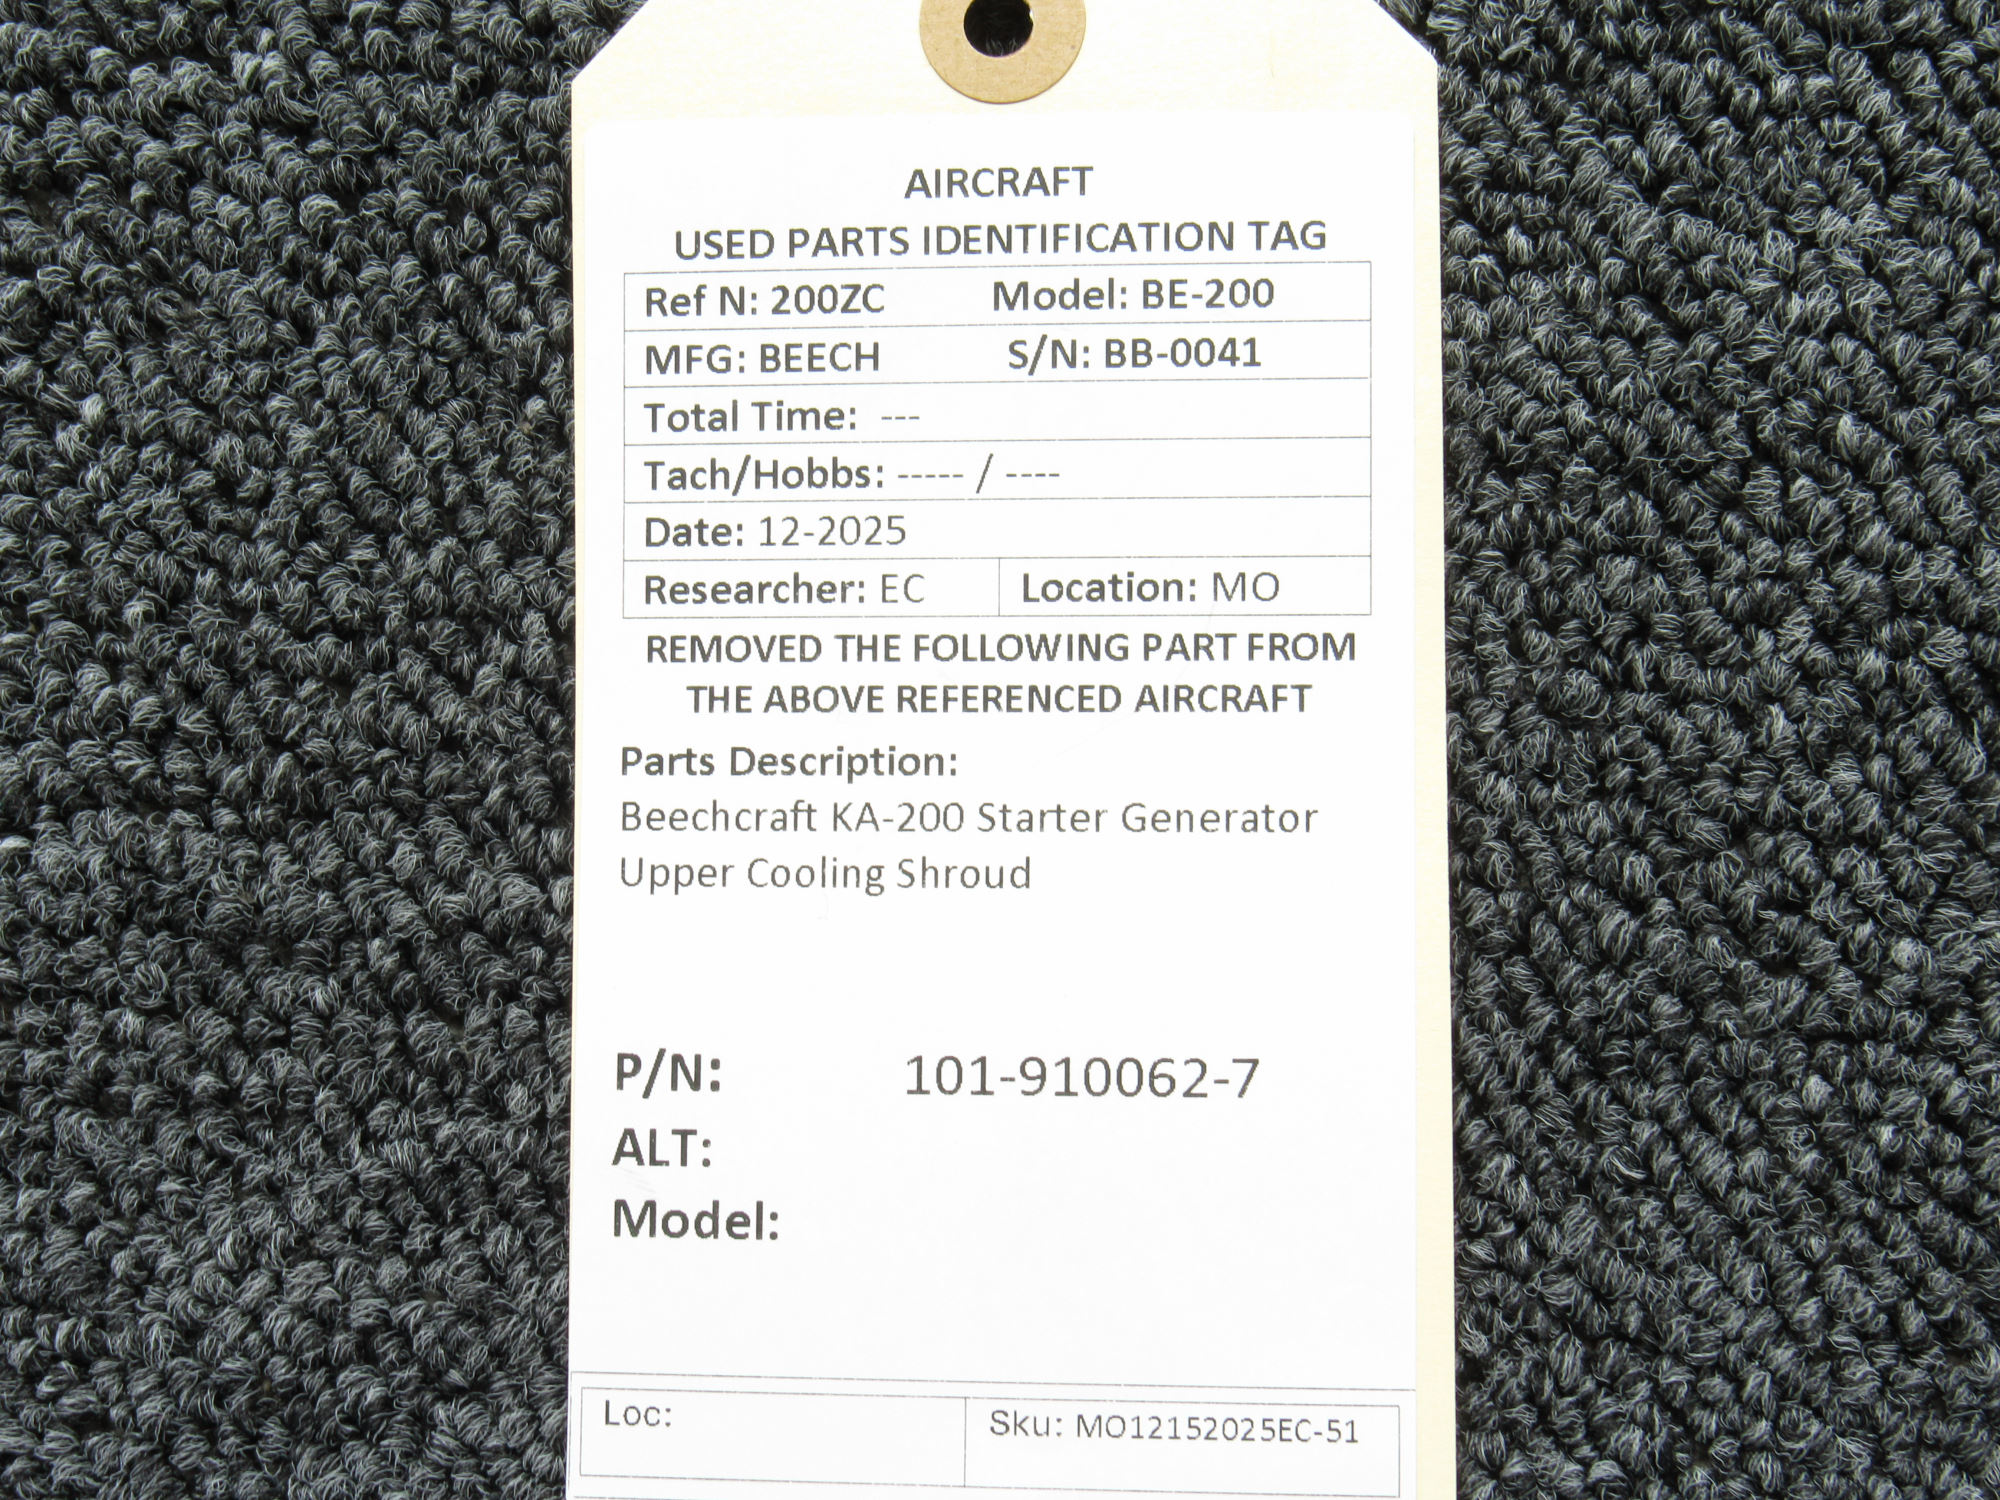 AIRCRAFT
USED PARTS IDENTIFICATION TAG
Ref N: 200ZC Model: BE-200
MFG: BEECH S/N: BB-0041
Total Time: ---
Tach/Hobbs: ----- / ----
Date: 12-2025
Researcher: EC Location: MO
REMOVED THE FOLLOWING PART FROM
THE ABOVE REFERENCED AIRCRAFT
Parts Description:
Beechcraft KA-200 Starter Generator
Upper Cooling Shroud
P/N: 101-910062-7
ALT:
Model:
Loc: Sku: MO12152025EC-51